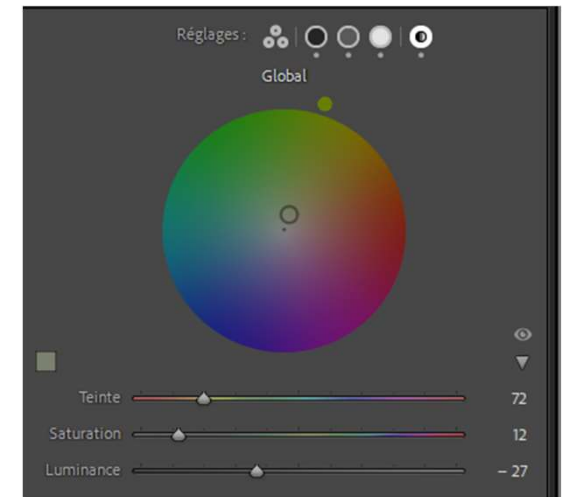 Réglages :
Global
Teinte 72
Saturation 12
Luminance – 27